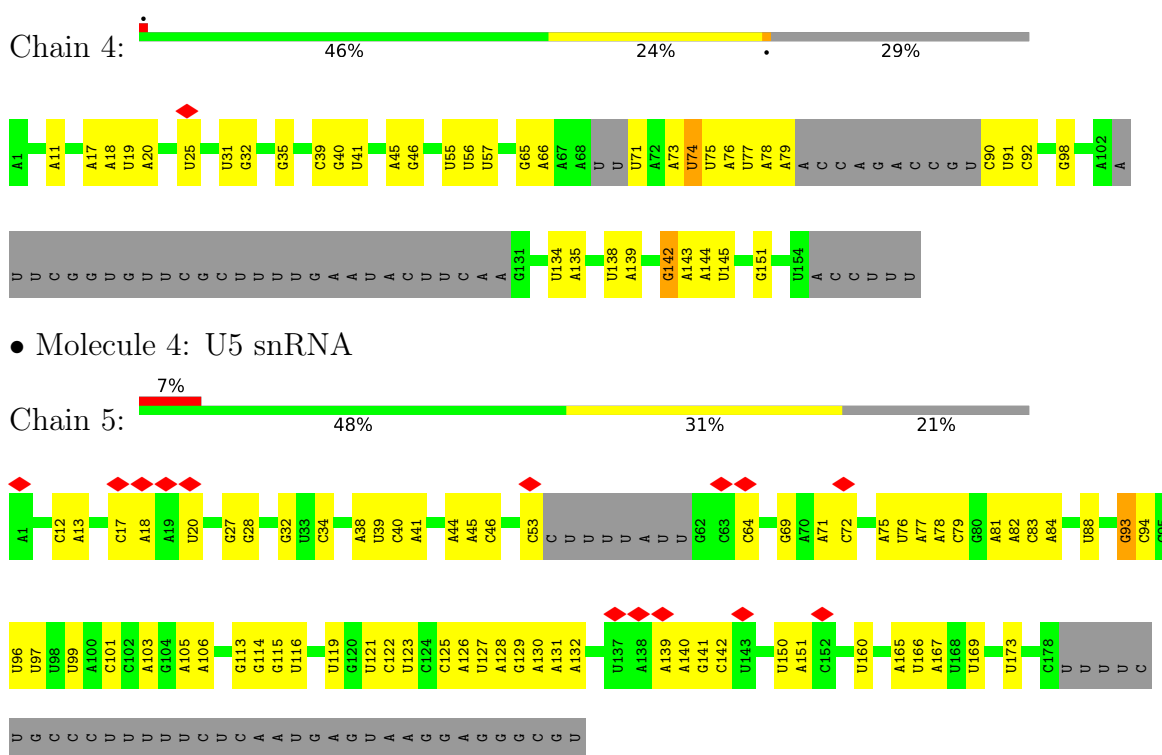 •
Chain 4:
46% • 24% 29%
A1 A11 A17 A18 U19 A20 U25 U31 G32 G35 C39 G40 U41 A45 G46 U55 U56 U57 G65 A66 A67 A68 U U U71 A72 A73 U74 U75 A76 U77 A78 A79 A C C A G A C C G U C90 U91 C92 G98 A102 A
U U C G G U G U U C G C U U U U G A A U A C U U C A A G131 U134 A135 U138 A139 G142 A143 A144 U145 G151 U154 A C C U U U
• Molecule 4: U5 snRNA
7%
Chain 5:
48% 31% 21%
A1 C12 A13 C17 A18 A19 U20 G27 G28 G32 U33 C34 A38 U39 C40 A41 A44 A45 C46 C53 C U U U U A U U G62 C63 C64 G69 A70 A71 C72 A75 U76 A77 A78 C79 G80 A81 A82 C83 A84 U88 G93 C94
U96 U97 U98 U99 A100 C101 C102 A103 G104 A105 A106 G113 G114 G115 U116 U119 G120 U121 C122 U123 C124 C125 A126 U127 A128 G129 A130 A131 A132 U137 A138 A139 A140 G141 C142 U143 U150 A151 C152 U160 A165 U166 A167 U168 U169 U173 C178 U U U U C
U G C C C U U U U U C U C A A U G A G U A A G G A G G G C G U